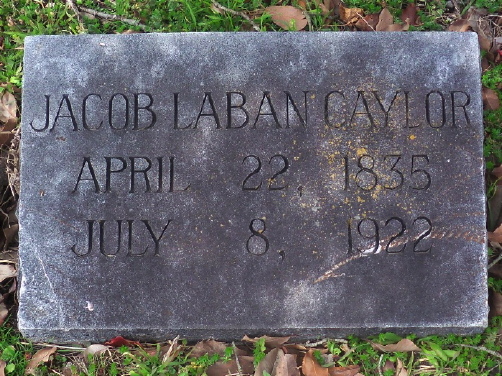 JACOB LABAN CAYLOR
APRIL 22, 1835
JULY 8, 1922